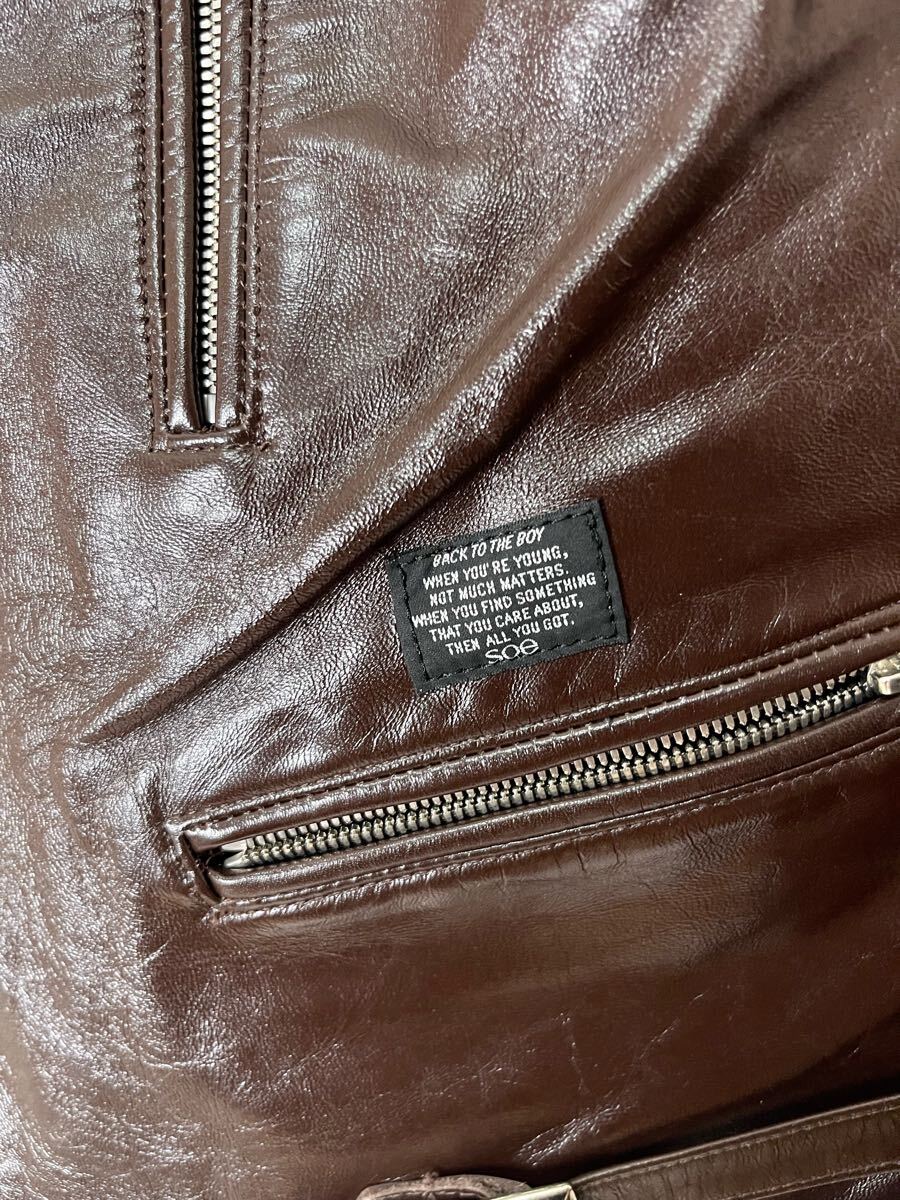 BACK TO THE BOY
WHEN YOU'RE YOUNG,
NOT MUCH MATTERS.
WHEN YOU FIND SOMETHING
THAT YOU CARE ABOUT,
THEN ALL YOU GOT.
soe